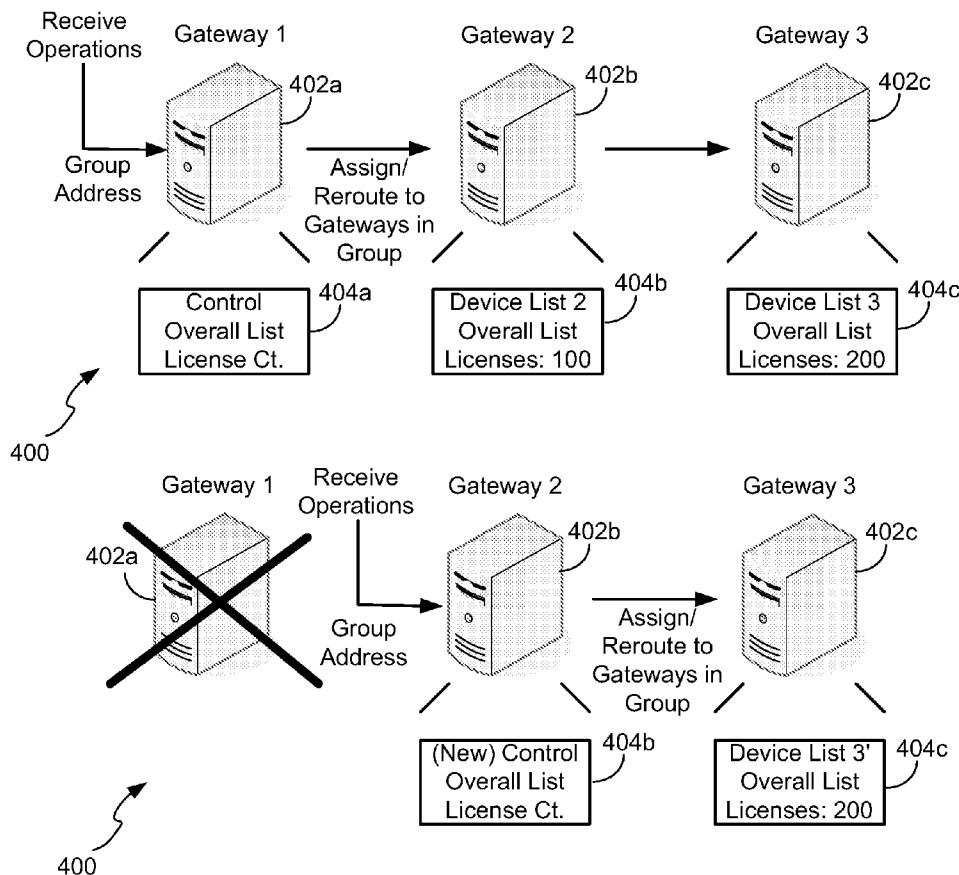 Receive
Operations
Gateway 1
Gateway 2
Gateway 3
402a
402b
402c
Group
Address
Assign/
Reroute to
Gateways in
Group
Control
Overall List
License Ct.
404a
Device List 2
Overall List
Licenses: 100
404b
Device List 3
Overall List
Licenses: 200
404c
400
Gateway 1
Receive
Operations
Gateway 2
Gateway 3
402a
402b
402c
Group
Address
Assign/
Reroute to
Gateways in
Group
(New) Control
Overall List
License Ct.
404b
Device List 3'
Overall List
Licenses: 200
404c
400